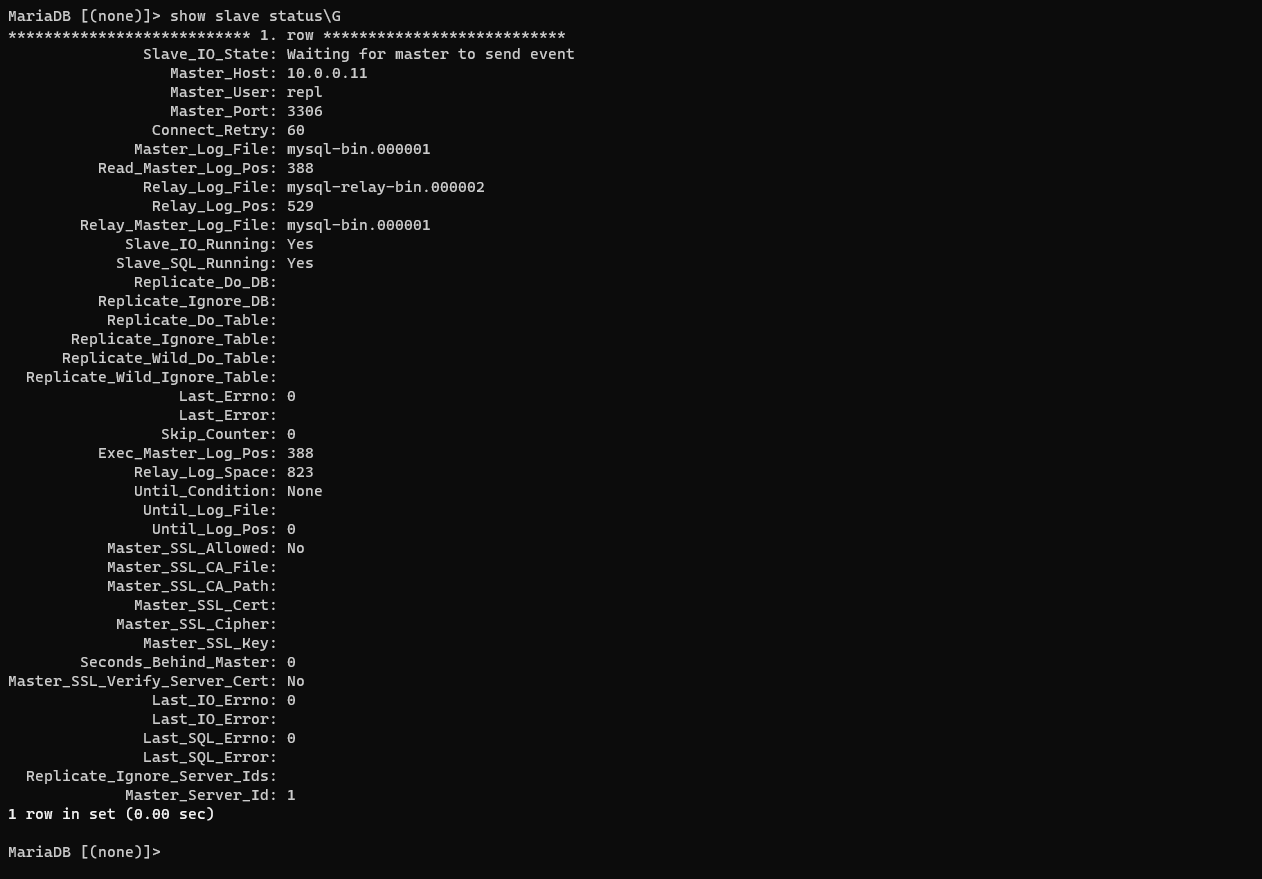 MariaDB [(none)]> show slave status\G
*************************** 1. row ***************************
Slave_IO_State: Waiting for master to send event
Master_Host: 10.0.0.11
Master_User: repl
Master_Port: 3306
Connect_Retry: 60
Master_Log_File: mysql-bin.000001
Read_Master_Log_Pos: 388
Relay_Log_File: mysql-relay-bin.000002
Relay_Log_Pos: 529
Relay_Master_Log_File: mysql-bin.000001
Slave_IO_Running: Yes
Slave_SQL_Running: Yes
Replicate_Do_DB:
Replicate_Ignore_DB:
Replicate_Do_Table:
Replicate_Ignore_Table:
Replicate_Wild_Do_Table:
Replicate_Wild_Ignore_Table:
Last_Errno: 0
Last_Error:
Skip_Counter: 0
Exec_Master_Log_Pos: 388
Relay_Log_Space: 823
Until_Condition: None
Until_Log_File:
Until_Log_Pos: 0
Master_SSL_Allowed: No
Master_SSL_CA_File:
Master_SSL_CA_Path:
Master_SSL_Cert:
Master_SSL_Cipher:
Master_SSL_Key:
Seconds_Behind_Master: 0
Master_SSL_Verify_Server_Cert: No
Last_IO_Errno: 0
Last_IO_Error:
Last_SQL_Errno: 0
Last_SQL_Error:
Replicate_Ignore_Server_Ids:
Master_Server_Id: 1
1 row in set (0.00 sec)
MariaDB [(none)]>